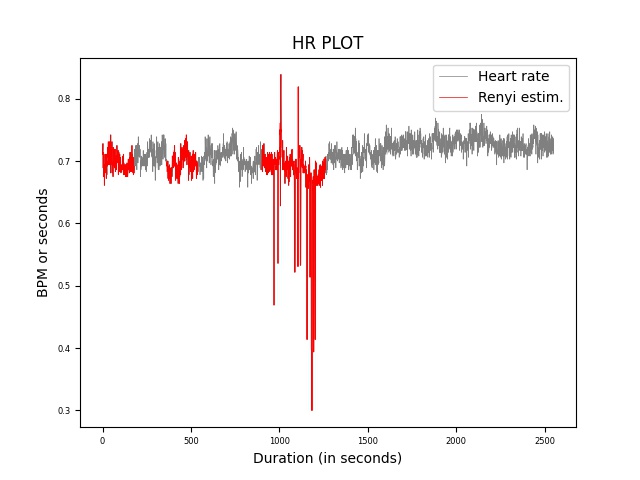 HR PLOT
Heart rate
Renyi estim.
BPM or seconds
0.8
0.7
0.6
0.5
0.4
0.3
0 500 1000 1500 2000 2500
Duration (in seconds)